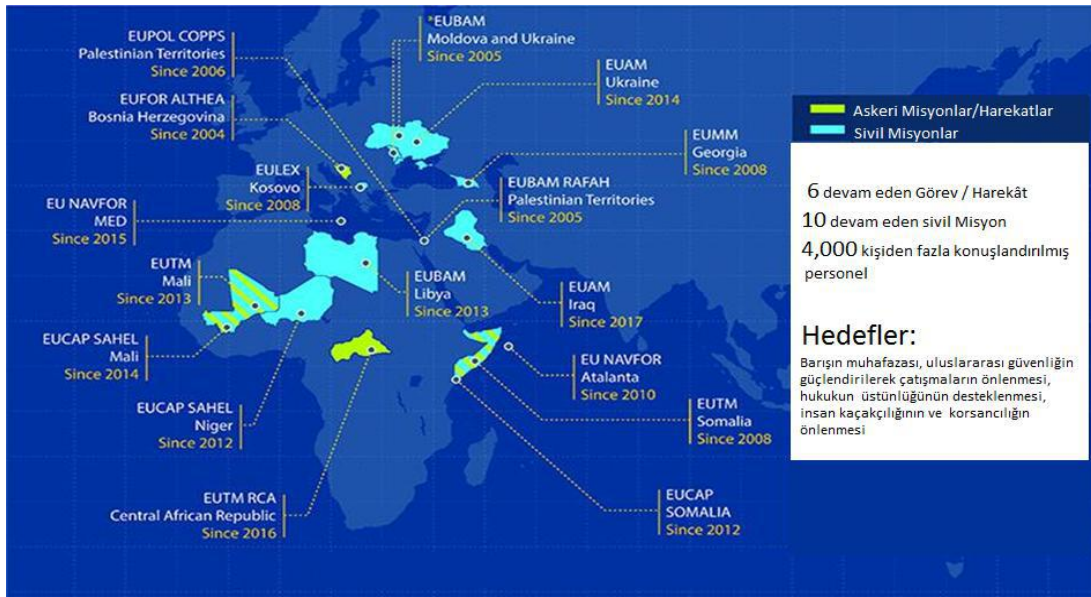 *EUBAM
Moldova and Ukraine
Since 2005
EUPOL COPPS
Palestinian Territories
Since 2006
EUAM
Ukraine
Since 2014
EUFOR ALTHEA
Bosnia Herzegovina
Since 2004
EUMM
Georgia
Since 2008
EULEX
Kosovo
Since 2008
EUBAM RAFAH
Palestinian Territories
Since 2005
EU NAVFOR
MED
Since 2015
EUTM
Mali
Since 2013
EUBAM
Libya
Since 2013
EUAM
Iraq
Since 2017
EUCAP SAHEL
Mali
Since 2014
EU NAVFOR
Atalanta
Since 2010
EUCAP SAHEL
Niger
Since 2012
EUTM
Somalia
Since 2008
EUTM RCA
Central African Republic
Since 2016
EUCAP
SOMALIA
Since 2012
Askeri Misyonlar/Harekatlar
Sivil Misyonlar
6 devam eden Görev / Harekât
10 devam eden sivil Misyon
4,000 kişiden fazla konuşlandırılmış
personel
Hedefler:
Barışın muhafazası, uluslararası güvenliğin
güçlendirilerek çatışmaların önlenmesi,
hukukun üstünlüğünün desteklenmesi,
insan kaçakçılığının ve korsancılığın
önlenmesi